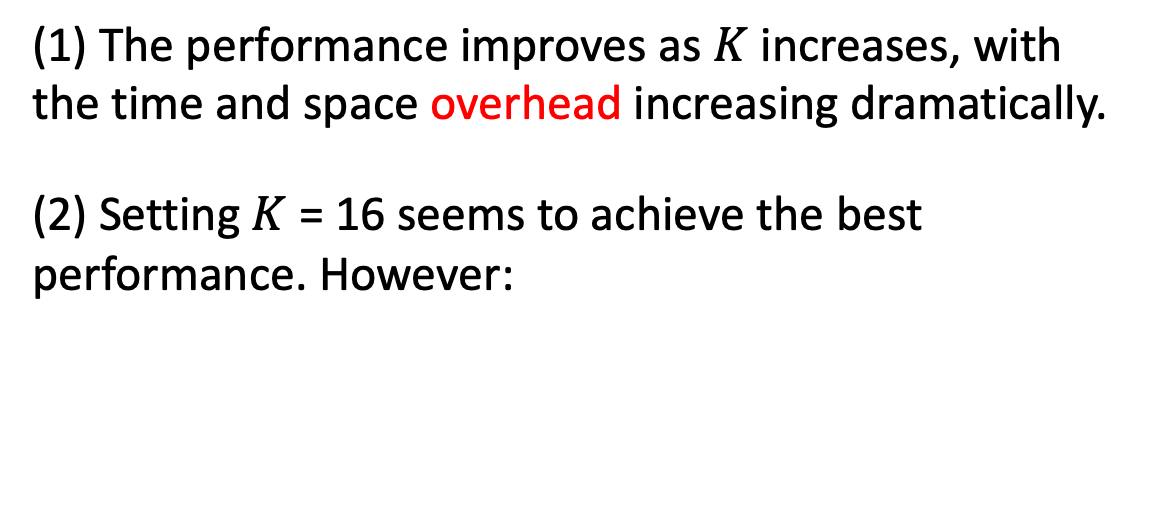 (1) The performance improves as K increases, with
the time and space overhead increasing dramatically.
(2) Setting K = 16 seems to achieve the best
performance. However: